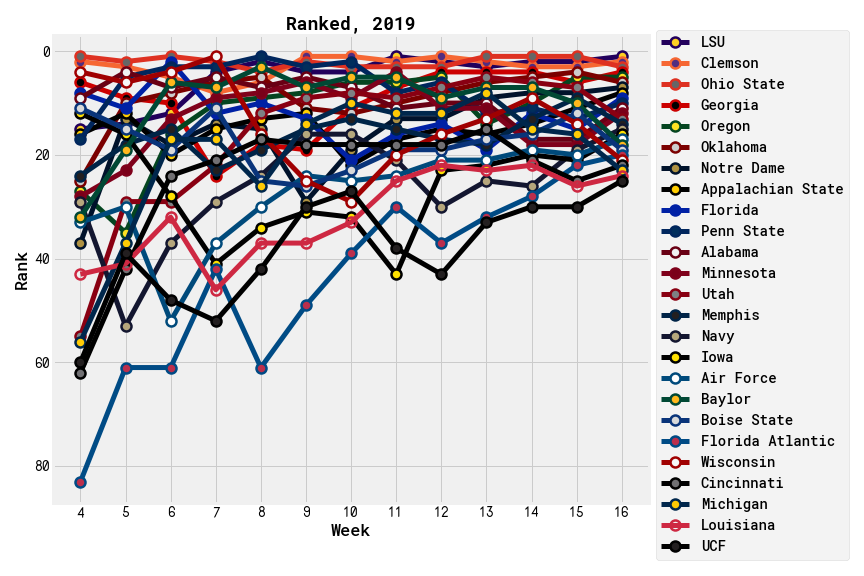 Ranked, 2019
0
20
40
60
80
Rank
4 5 6 7 8 9 10 11 12 13 14 15 16
Week
LSU
Clemson
Ohio State
Georgia
Oregon
Oklahoma
Notre Dame
Appalachian State
Florida
Penn State
Alabama
Minnesota
Utah
Memphis
Navy
Iowa
Air Force
Baylor
Boise State
Florida Atlantic
Wisconsin
Cincinnati
Michigan
Louisiana
UCF